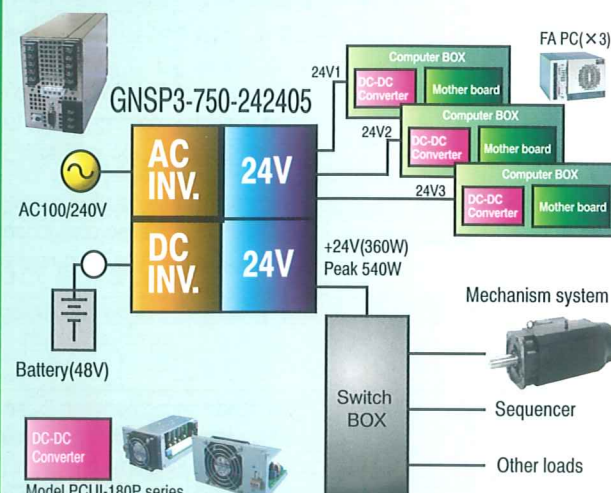 FA PC(×3)
Computer BOX
24V1
DC-DC
Converter
Mother board
GNSP3-750-242405
Computer BOX
24V2
DC-DC
Converter
Mother board
AC
INV.
24V
Computer BOX
24V3
DC-DC
Converter
Mother board
AC100/240V
DC
INV.
24V
+24V(360W)
Peak 540W
Mechanism system
Battery(48V)
Switch
BOX
Sequencer
DC-DC
Converter
Other loads
Model PCUI-180P series